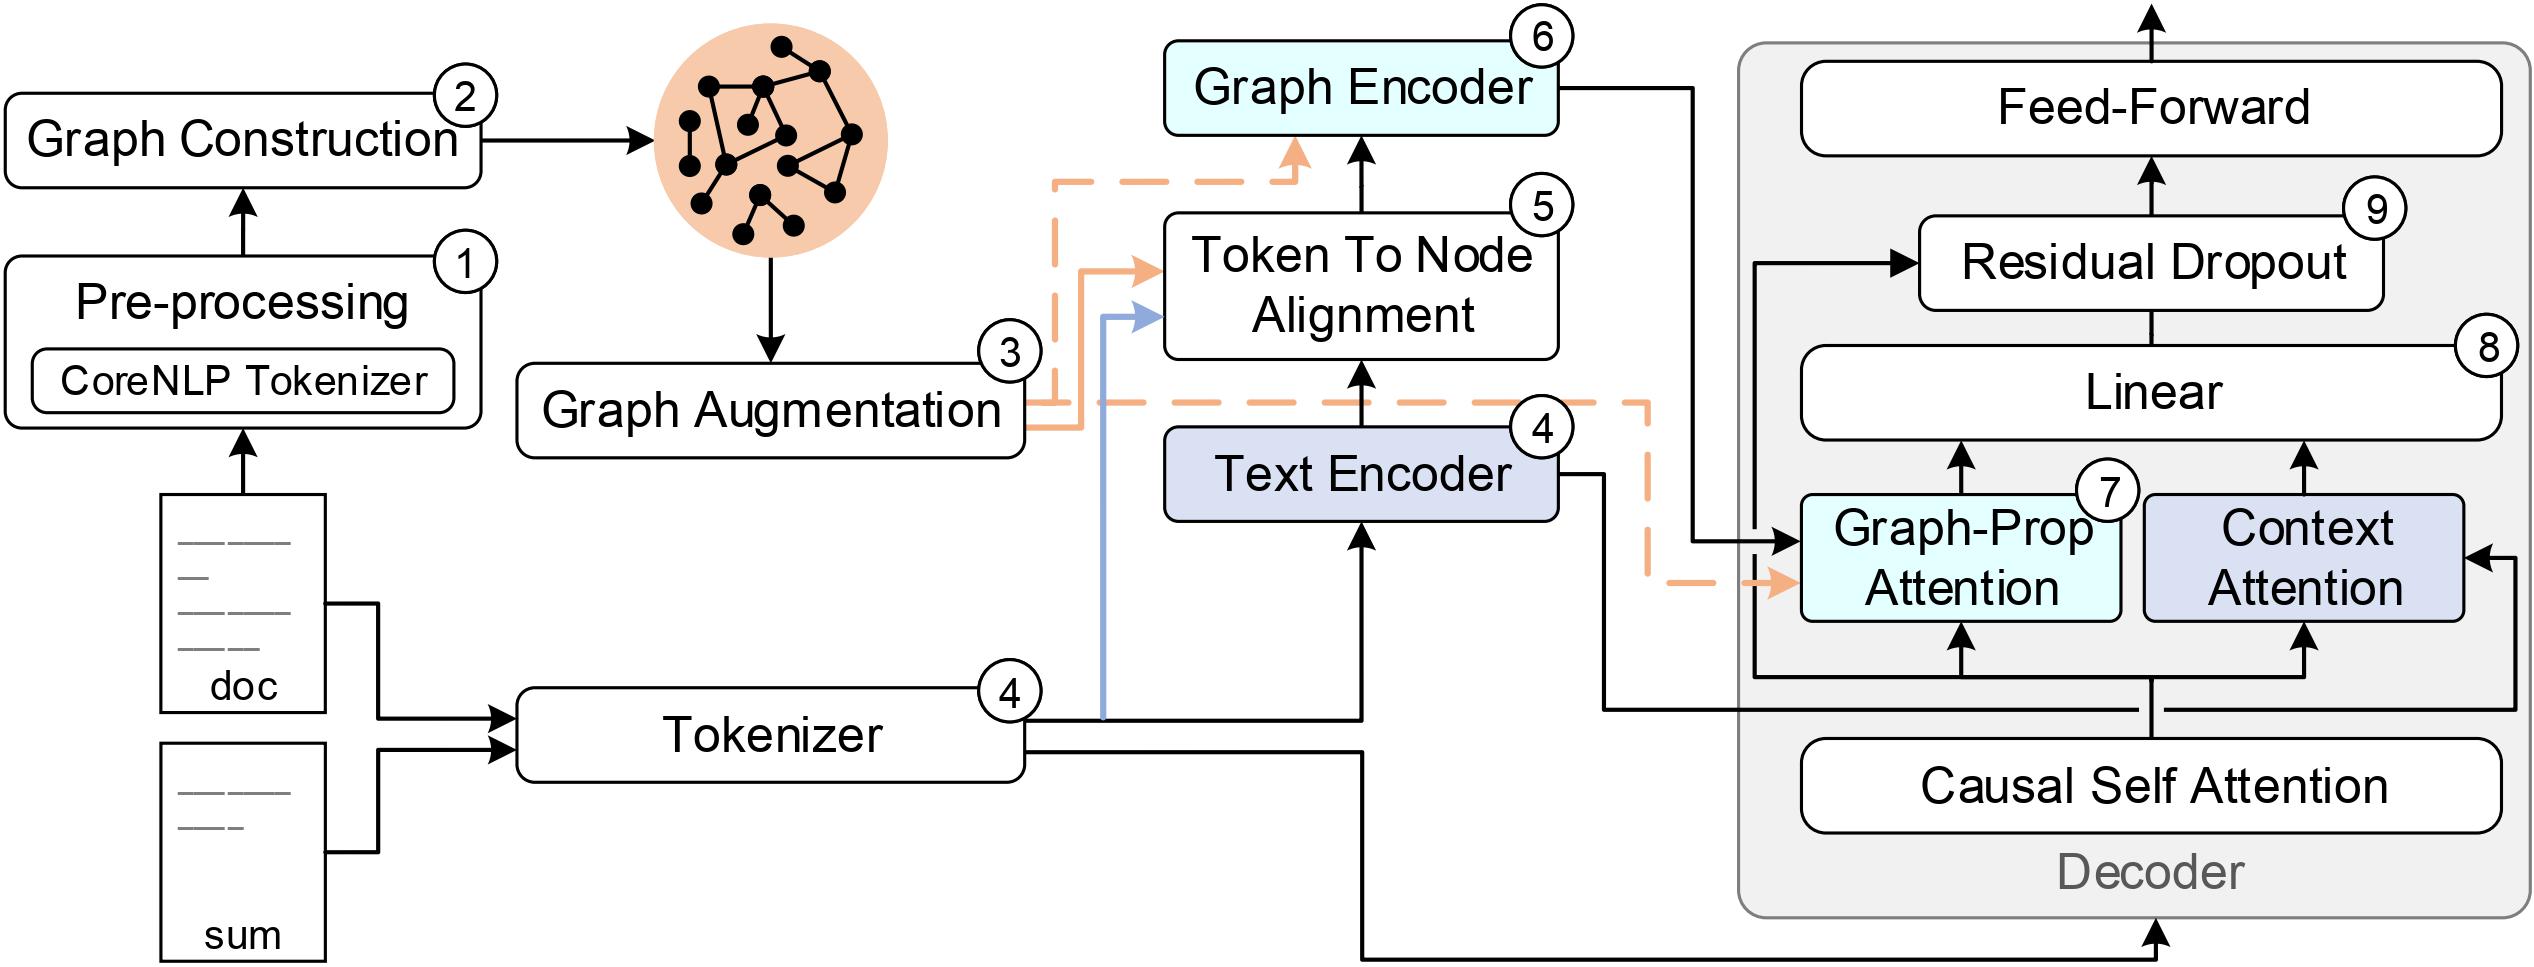 2
Graph Construction
1
Pre-processing
CoreNLP Tokenizer
doc
sum
3
Graph Augmentation
4
Tokenizer
6
Graph Encoder
5
Token To Node
Alignment
4
Text Encoder
Feed-Forward
9
Residual Dropout
8
Linear
7
Graph-Prop
Attention
Context
Attention
Causal Self Attention
Decoder